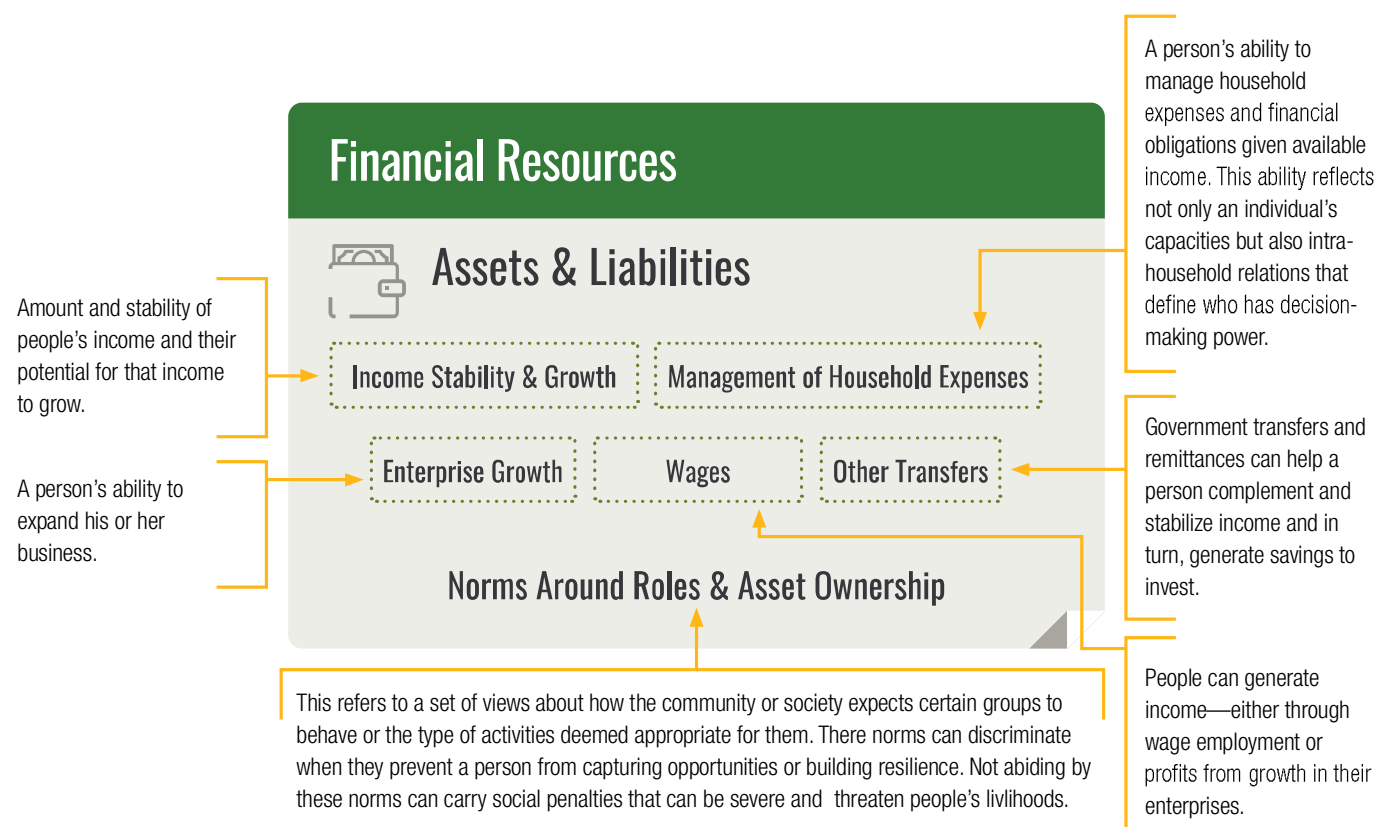 Financial Resources
Assets & Liabilities
Income Stability & Growth
Management of Household Expenses
Enterprise Growth
Wages
Other Transfers
Norms Around Roles & Asset Ownership
Amount and stability of
people’s income and their
potential for that income
to grow.
A person’s ability to
expand his or her
business.
A person’s ability to
manage household
expenses and financial
obligations given available
income. This ability reflects
not only an individual’s
capacities but also intra-
household relations that
define who has decision-
making power.
Government transfers and
remittances can help a
person complement and
stabilize income and in
turn, generate savings to
invest.
People can generate
income—either through
wage employment or
profits from growth in their
enterprises.
This refers to a set of views about how the community or society expects certain groups to
behave or the type of activities deemed appropriate for them. There norms can discriminate
when they prevent a person from capturing opportunities or building resilience. Not abiding by
these norms can carry social penalties that can be severe and threaten people’s livlihoods.